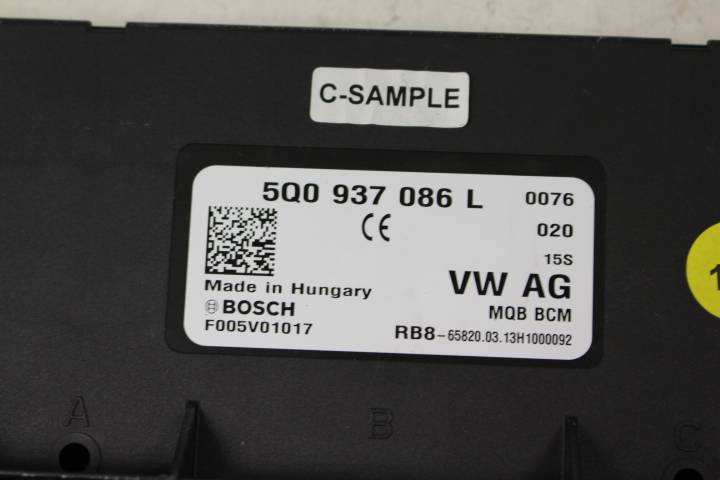 C-SAMPLE
5Q0 937 086 L 0076
CE 020
15S
Made in Hungary VW AG
BOSCH MQB BCM
F005V01017 RB8-65820.03.13H1000092
A B C